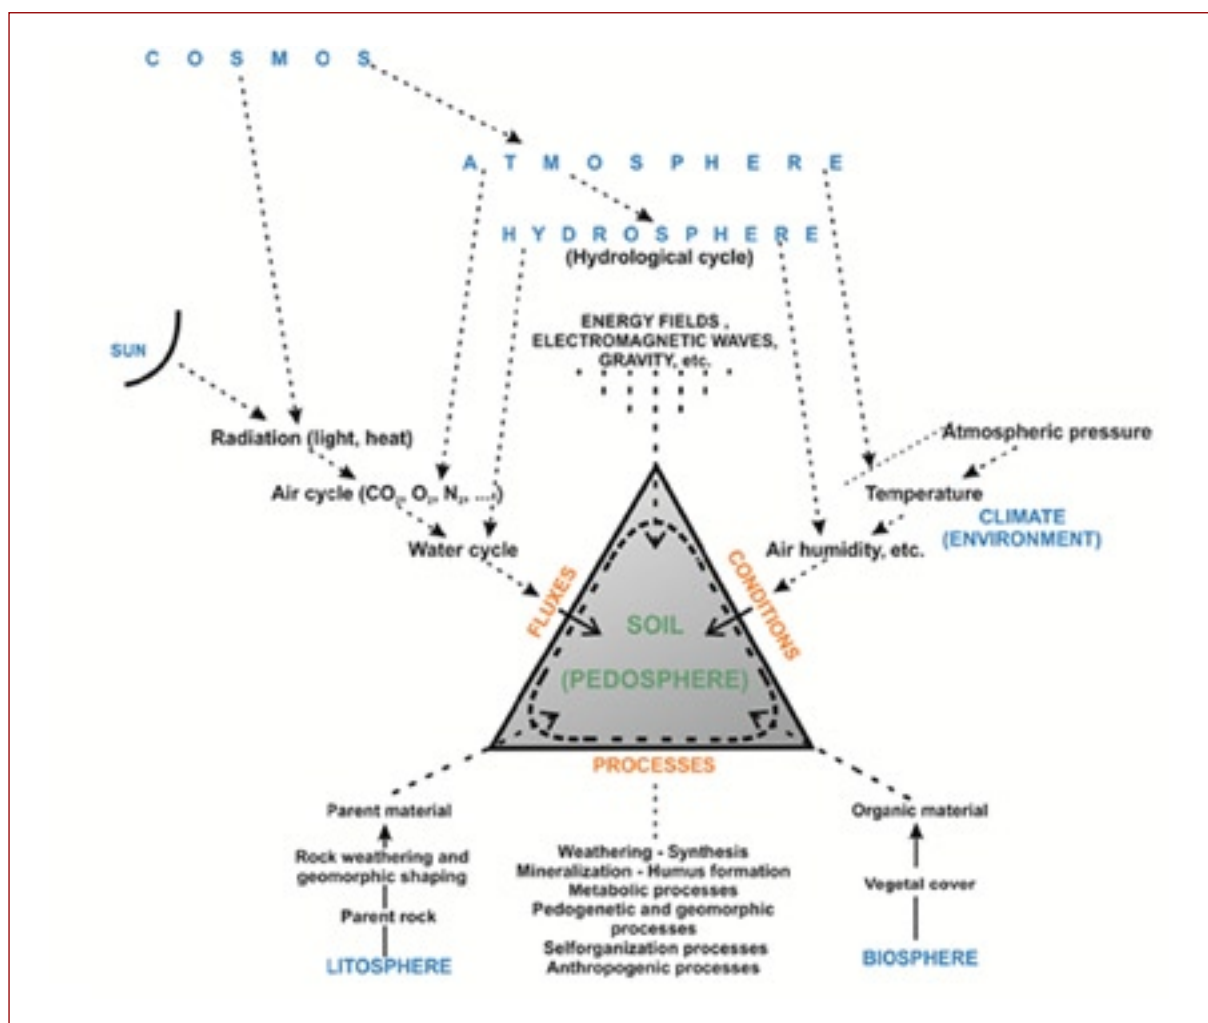 COSMOS
ATMOSPHERE
HYDROSPHERE
(Hydrological cycle)
ENERGY FIELDS ,
ELECTROMAGNETIC WAVES,
GRAVITY, etc.
SUN
Radiation (light, heat)
Air cycle (CO₂, O₂, N₂, ....)
Water cycle
Atmospheric pressure
Temperature
CLIMATE
(ENVIRONMENT)
Air humidity, etc.
FLUXES
CONDITIONS
SOIL
(PEDOSPHERE)
PROCESSES
Parent material
Rock weathering and
geomorphic shaping
Parent rock
LITOSPHERE
Weathering - Synthesis
Mineralization - Humus formation
Metabolic processes
Pedogenetic and geomorphic
processes
Selforganization processes
Anthropogenic processes
Organic material
Vegetal cover
BIOSPHERE